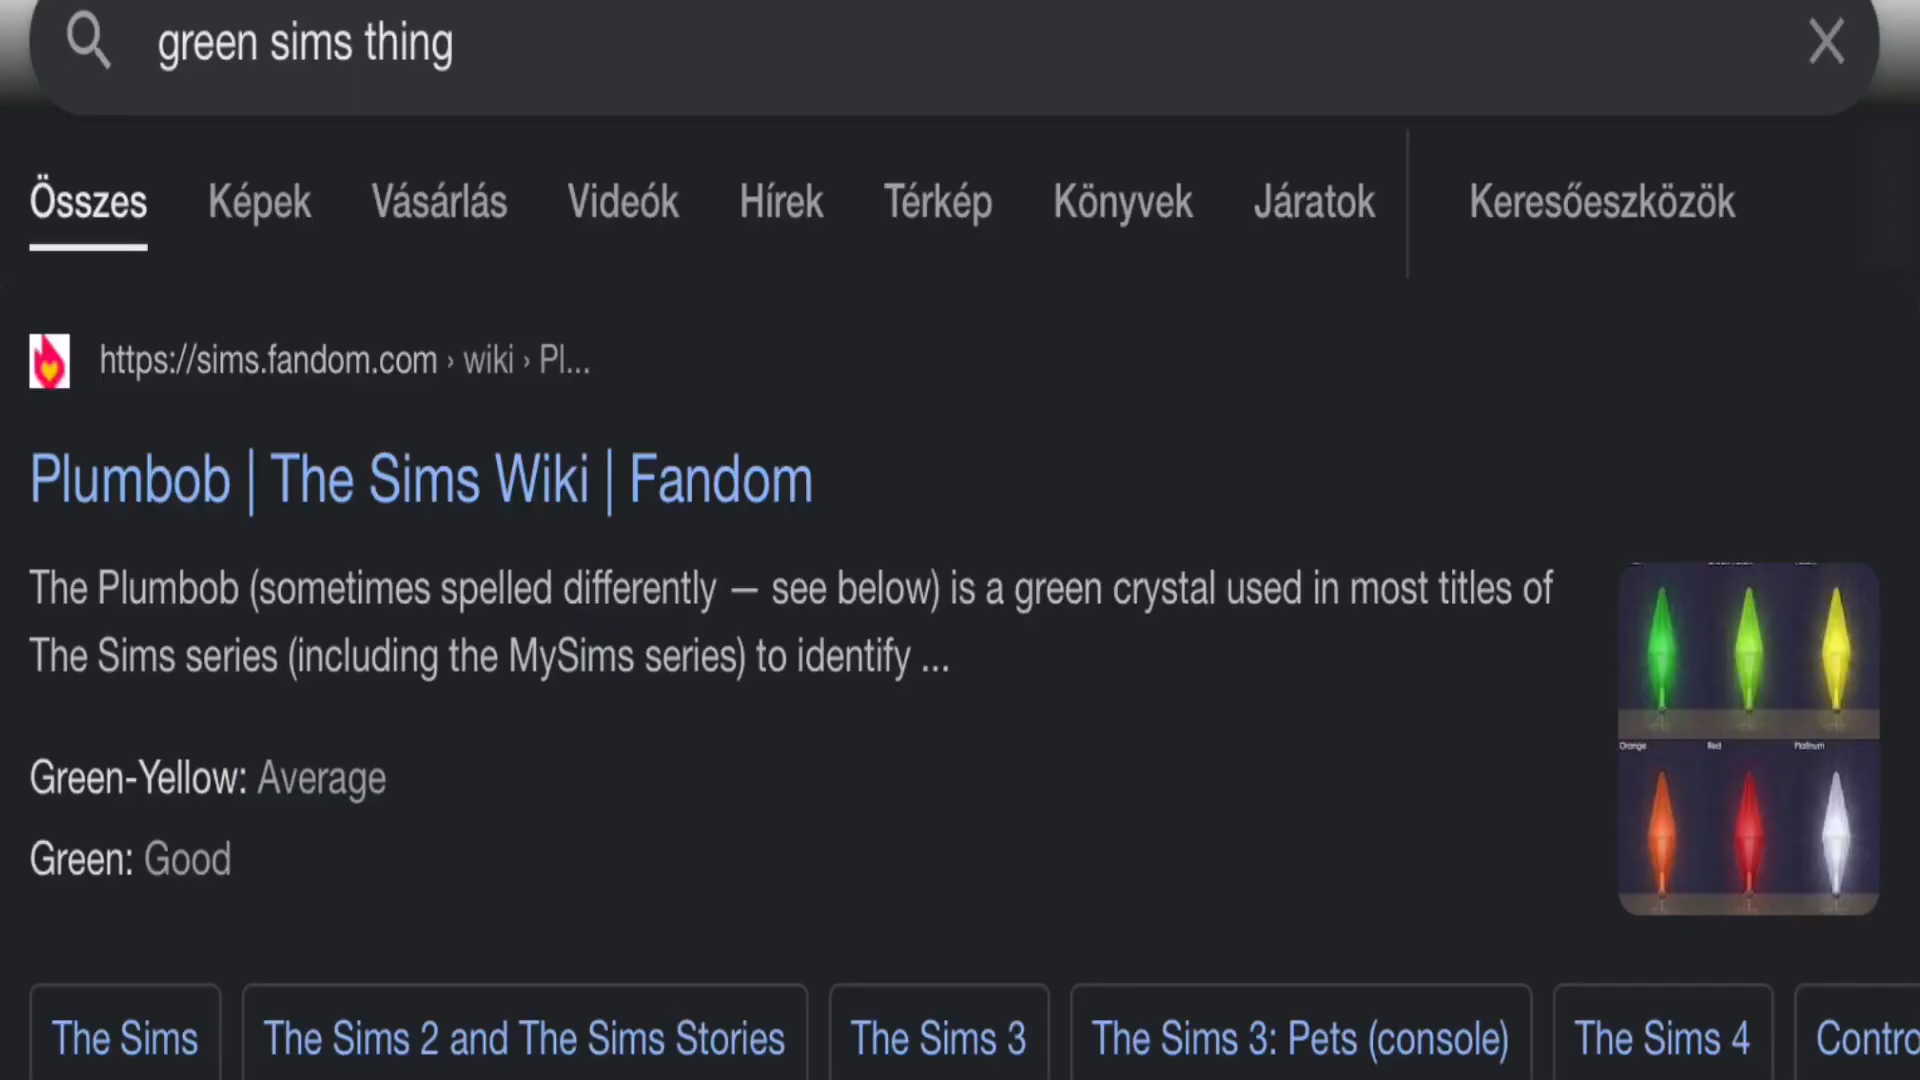 green sims thing
Összes Képek Vásárlás Videók Hírek Térkép Könyvek Járatok Keresőeszközök
https://sims.fandom.com › wiki › Pl...
Plumbob | The Sims Wiki | Fandom
The Plumbob (sometimes spelled differently — see below) is a green crystal used in most titles of
The Sims series (including the MySims series) to identify ...
Orange Red Platinum
Green-Yellow: Average
Green: Good
The Sims The Sims 2 and The Sims Stories The Sims 3 The Sims 3: Pets (console) The Sims 4 Contro